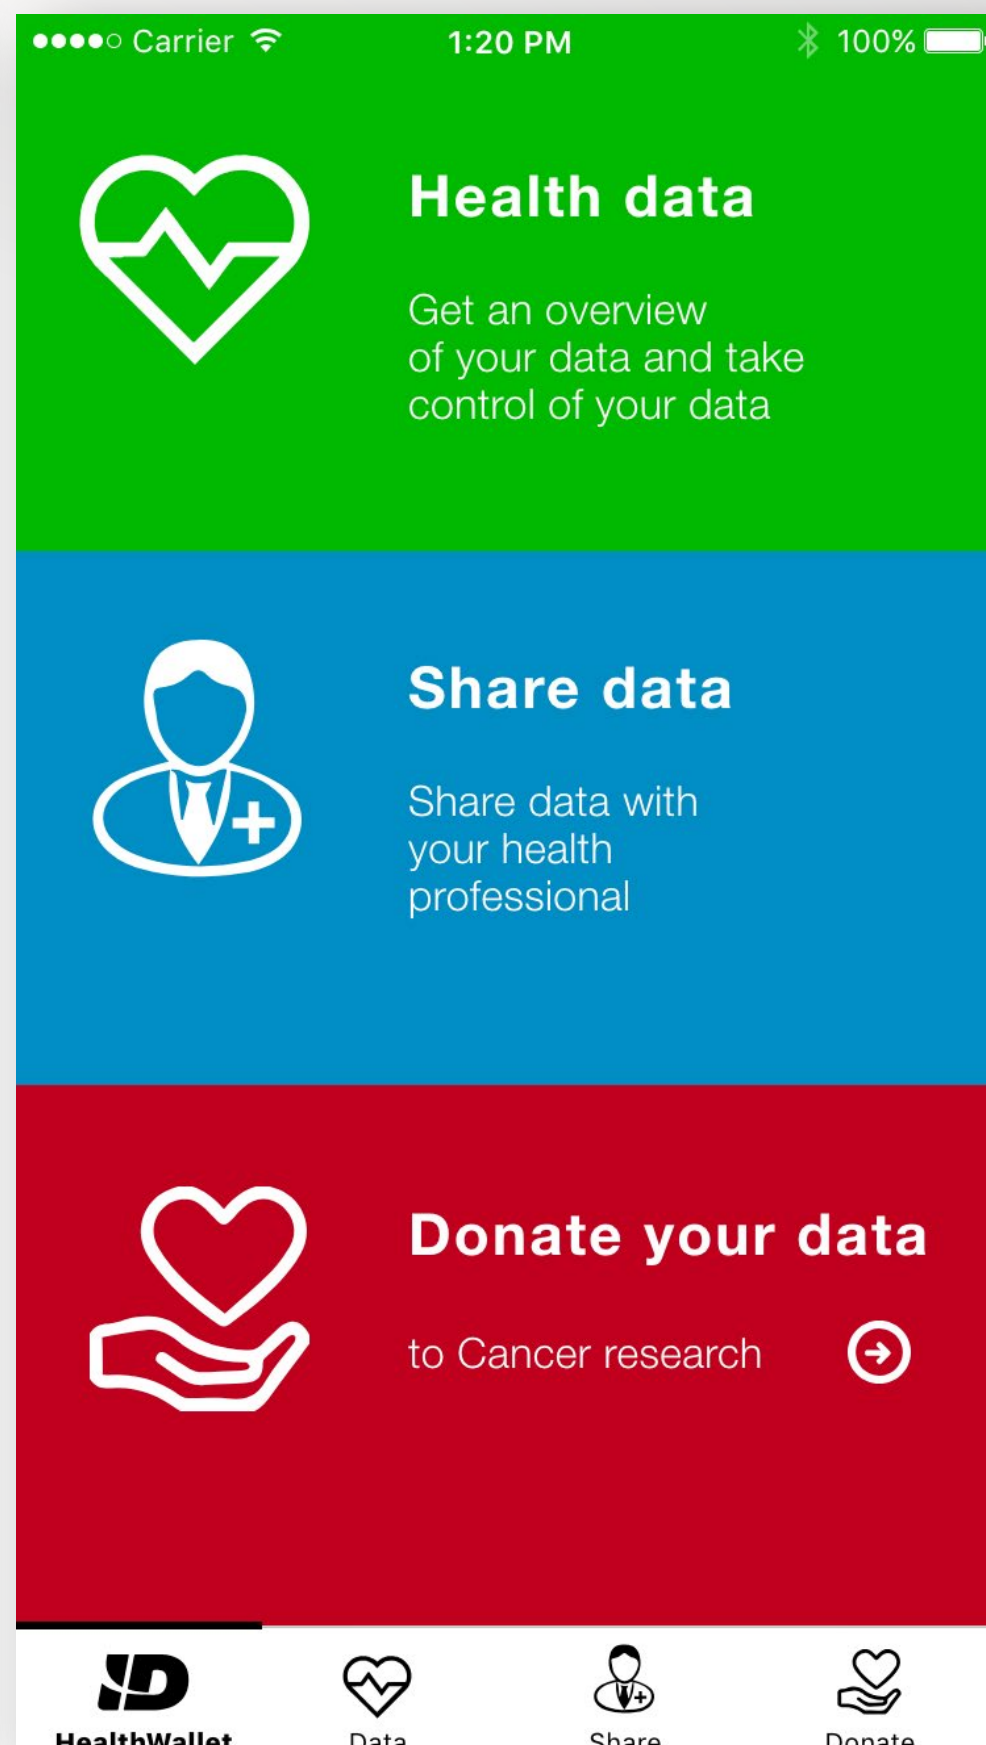 Carrier 1:20 PM 100%
Health data
Get an overview
of your data and take
control of your data
Share data
Share data with
your health
professional
Donate your data
to Cancer research
HealthWallet Data Share Donate